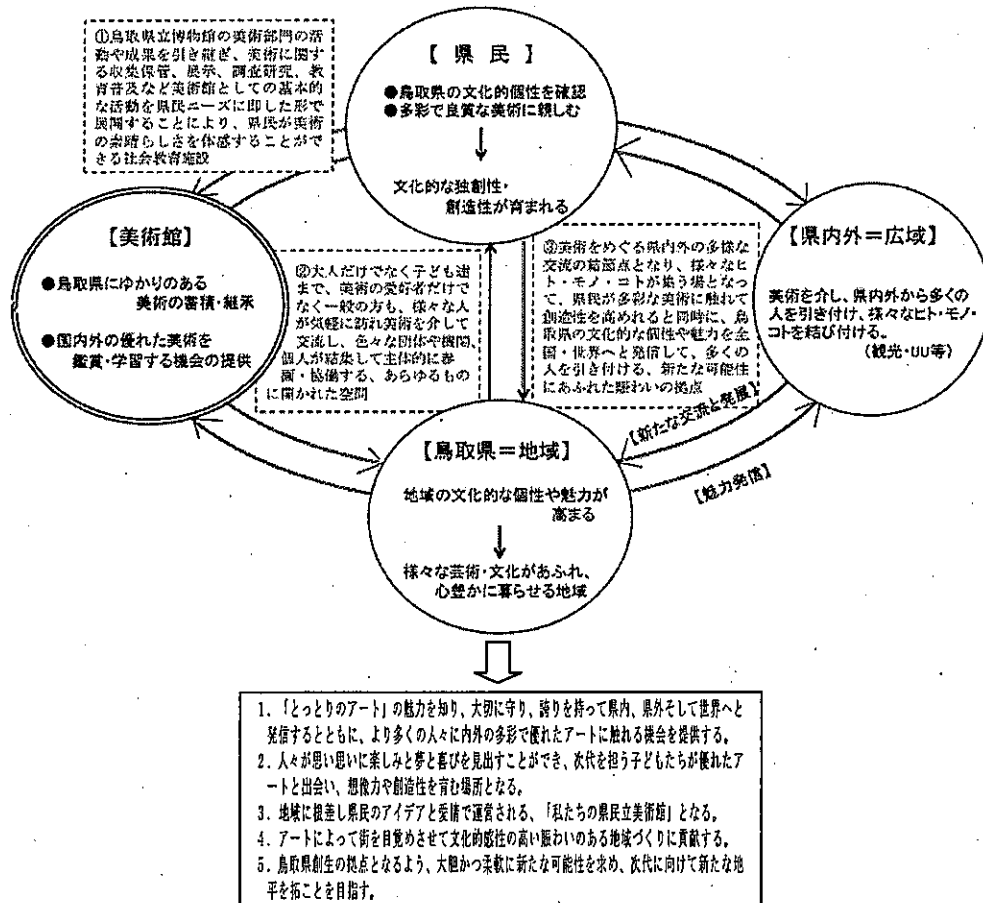 ①鳥取県立博物館の美術部門の活
動や成果を引き継ぎ、美術に関す
る収集保管、展示、調査研究、教
育普及など美術館としての基本的
な活動を県民ニーズに即した形で
展開することにより、県民が美術
の素晴らしさを体感することがで
きる社会教育施設
【 県 民 】
●鳥取県の文化的個性を確認
●多彩で良質な美術に親しむ
文化的な独創性・
創造性が育まれる
【美術館】
●鳥取県にゆかりのある
美術の蓄積・継承
●国内外の優れた美術を
鑑賞・学習する機会の提供
②大人だけでなく子ども達
まで、美術の愛好者だけで
なく一般の方も、様々な人
が気軽に訪れ美術を介して
交流し、色々な団体や機関、
個人が結集して主体的に参
画・協働する、あらゆるもの
に開かれた空間
③美術をめぐる県内外の多様な
交流の結節点となり、様々なヒ
ト・モノ・コトが集う場となっ
て、県民が多彩な美術に触れて
創造性を高めれると同時に、鳥
取県の文化的な個性や魅力を全
国・世界へと発信して、多くの
人を引き付ける、新たな可能性
にあふれた賑わいの拠点
【県内外＝広域】
美術を介し、県内外から多くの
人を引き付け、様々なヒト・モノ・
コトを結び付ける。
（観光・UU等）
【新たな交流と発展】
【魅力発信】
【鳥取県＝地域】
地域の文化的な個性や魅力が
高まる
様々な芸術・文化があふれ、
心豊かに暮らせる地域
1．「とっとりのアート」の魅力を知り、大切に守り、誇りを持って県内、県外そして世界へと
発信するとともに、より多くの人々に内外の多彩で優れたアートに触れる機会を提供する。
2．人々が思い思いに楽しみと夢と喜びを見出すことができ、次代を担う子どもたちが優れたア
ートと出会い、想像力や創造性を育む場所となる。
3．地域に根差し県民のアイデアと愛情で運営される、「私たちの県民立美術館」となる。
4．アートによって街を目覚めさせて文化的感性の高い賑わいのある地域づくりに貢献する。
5．鳥取県創生の拠点となるよう、大胆かつ柔軟に新たな可能性を求め、次代に向けて新たな地
平を拓ことを目指す。